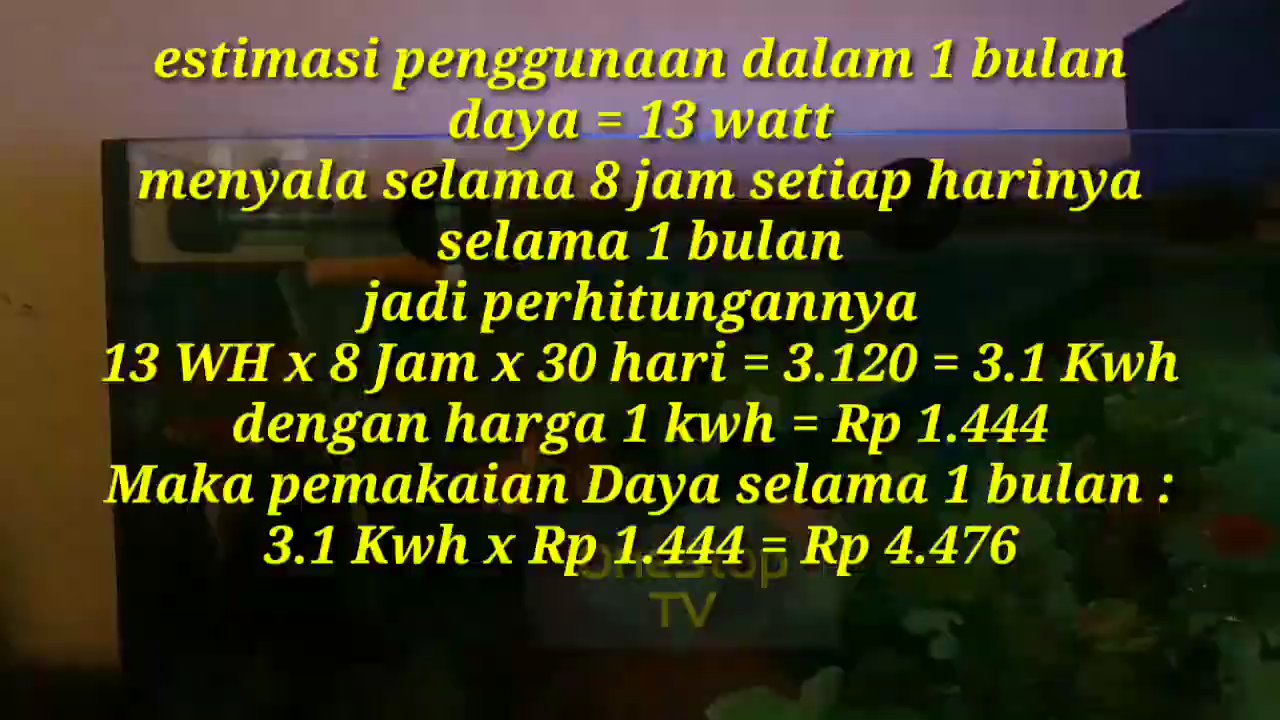 estimasi penggunaan dalam 1 bulan
daya = 13 watt
menyala selama 8 jam setiap harinya
selama 1 bulan
jadi perhitungannya
13 WH x 8 Jam x 30 hari = 3.120 = 3.1 Kwh
dengan harga 1 kwh = Rp 1.444
Maka pemakaian Daya selama 1 bulan :
3.1 Kwh x Rp 1.444 = Rp 4.476
OneStop
TV